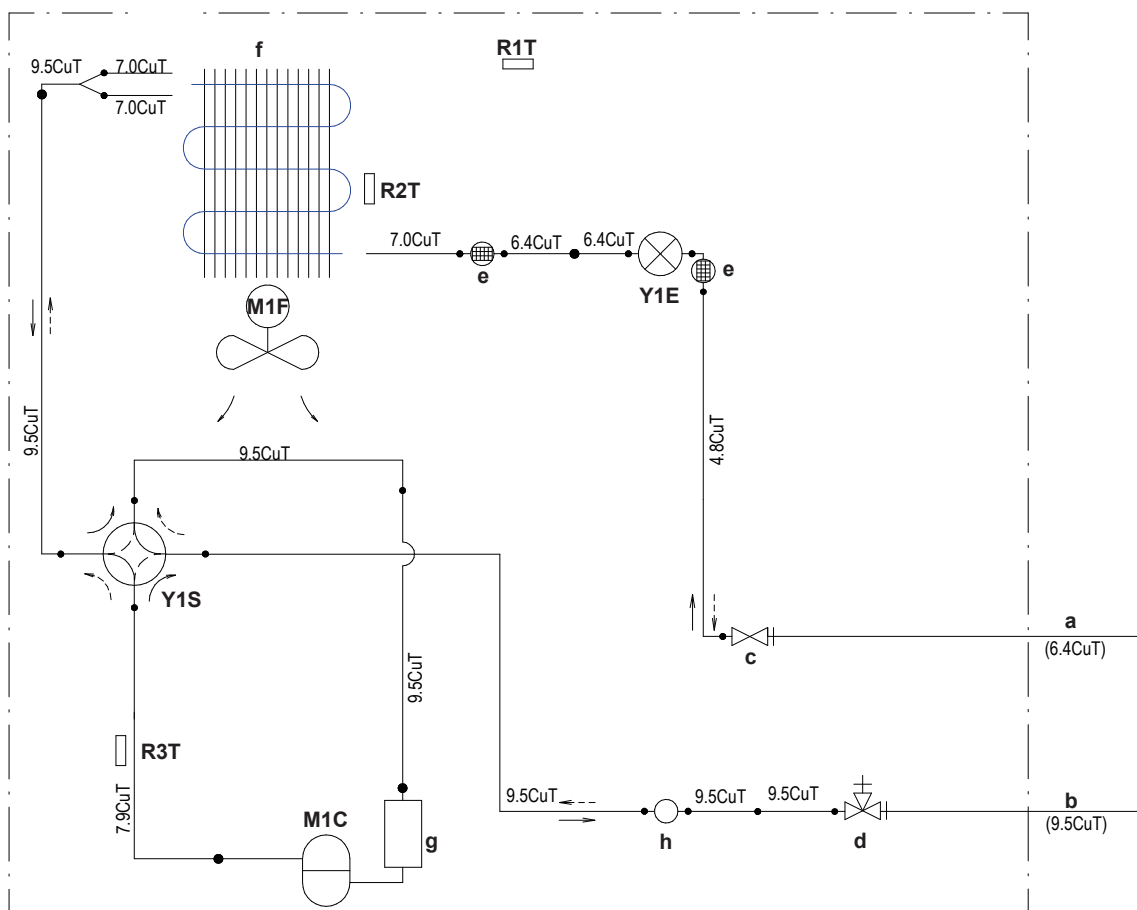 f
R1T
9.5CuT
7.0CuT
7.0CuT
R2T
7.0CuT
6.4CuT
6.4CuT
e
Y1E
e
M1F
9.5CuT
9.5CuT
4.8CuT
Y1S
a
(6.4CuT)
c
9.5CuT
R3T
7.9CuT
M1C
g
9.5CuT
9.5CuT
9.5CuT
h
d
b
(9.5CuT)